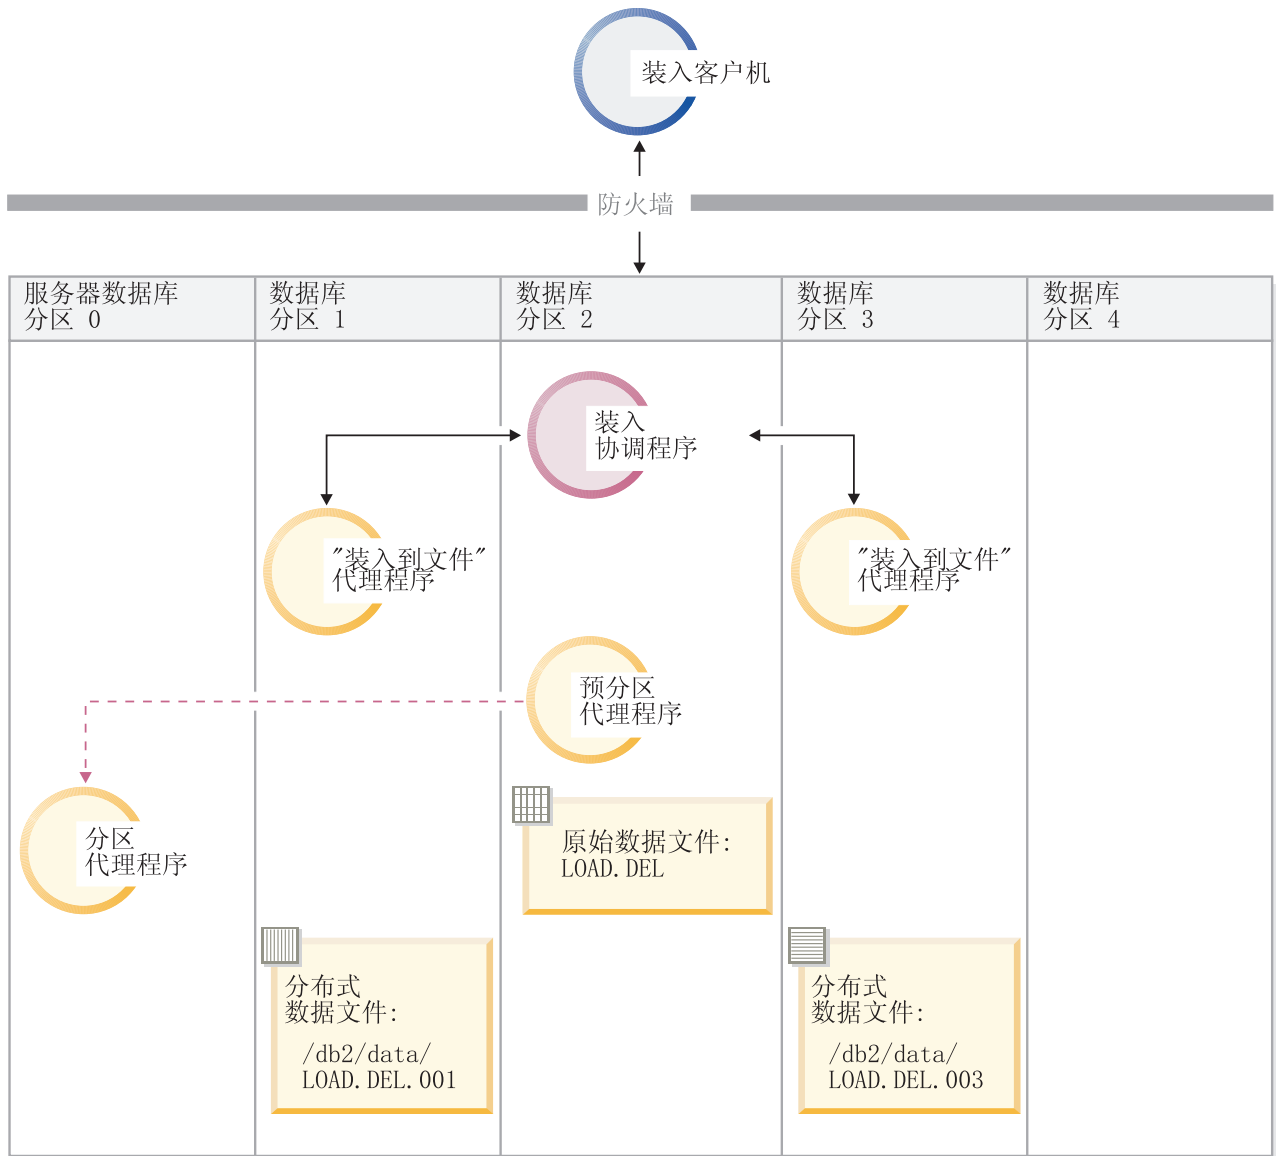 装入客户机
防火墙
服务器数据库
分区 0
数据库
分区 1
数据库
分区 2
数据库
分区 3
数据库
分区 4
装入
协调程序
"装入到文件"
代理程序
"装入到文件"
代理程序
预分区
代理程序
分区
代理程序
原始数据文件:
LOAD.DEL
分布式
数据文件:
/db2/data/
LOAD.DEL.001
分布式
数据文件:
/db2/data/
LOAD.DEL.003